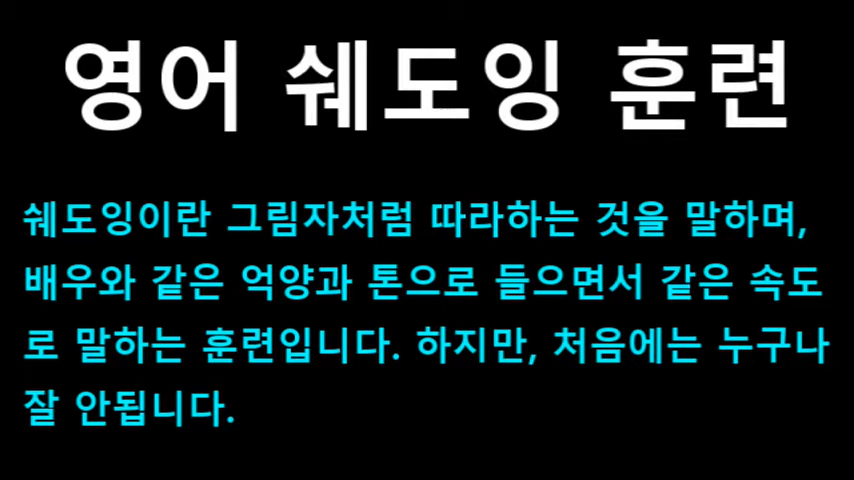 영어 쉐도잉 훈련
쉐도잉이란 그림자처럼 따라하는 것을 말하며,
배우와 같은 억양과 톤으로 들으면서 같은 속도
로 말하는 훈련입니다. 하지만, 처음에는 누구나
잘 안됩니다.